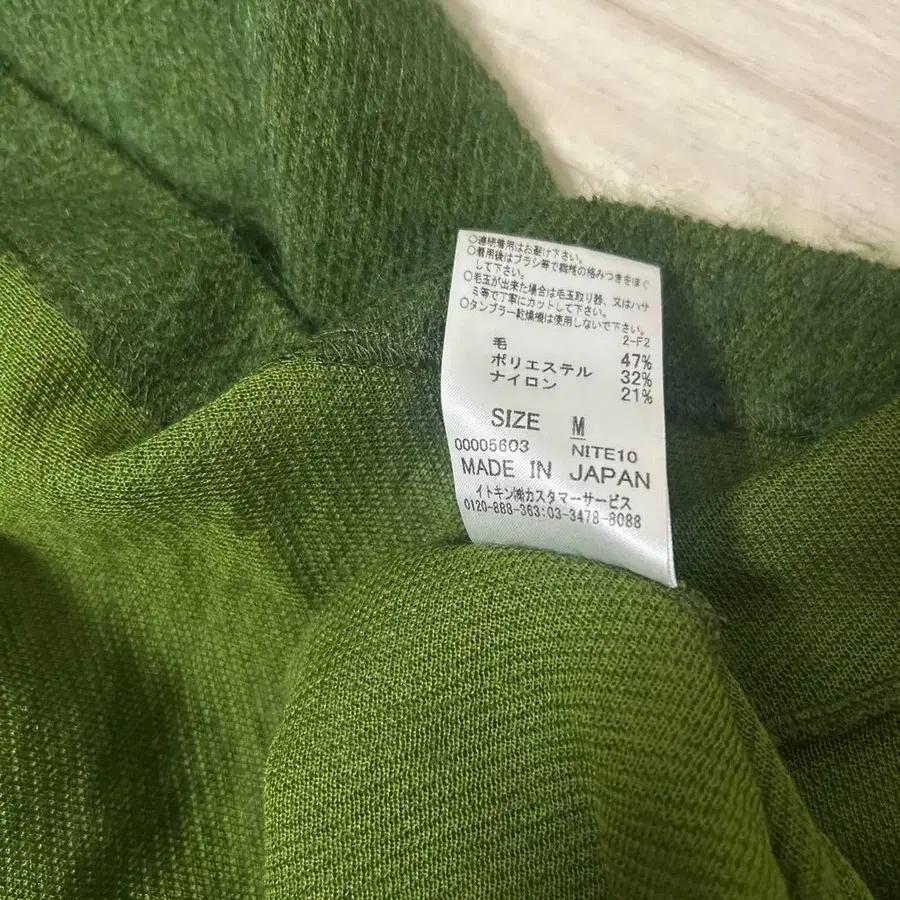 ○連続着用はお避け下さい。
○着用後はブラシ等で繊維の絡みつきをほぐ
して下さい。
○毛玉が出来た場合は毛玉取り器、又はハサ
ミ等で丁寧にカットして下さい。
○タンブラー乾燥機は使用しないで下さい。
2-F2
毛 47%
ポリエステル 32%
ナイロン 21%
SIZE M
00005603 NITE10
MADE IN JAPAN
イトキン㈱カスタマーサービス
0120-888-363:03-3478-8088